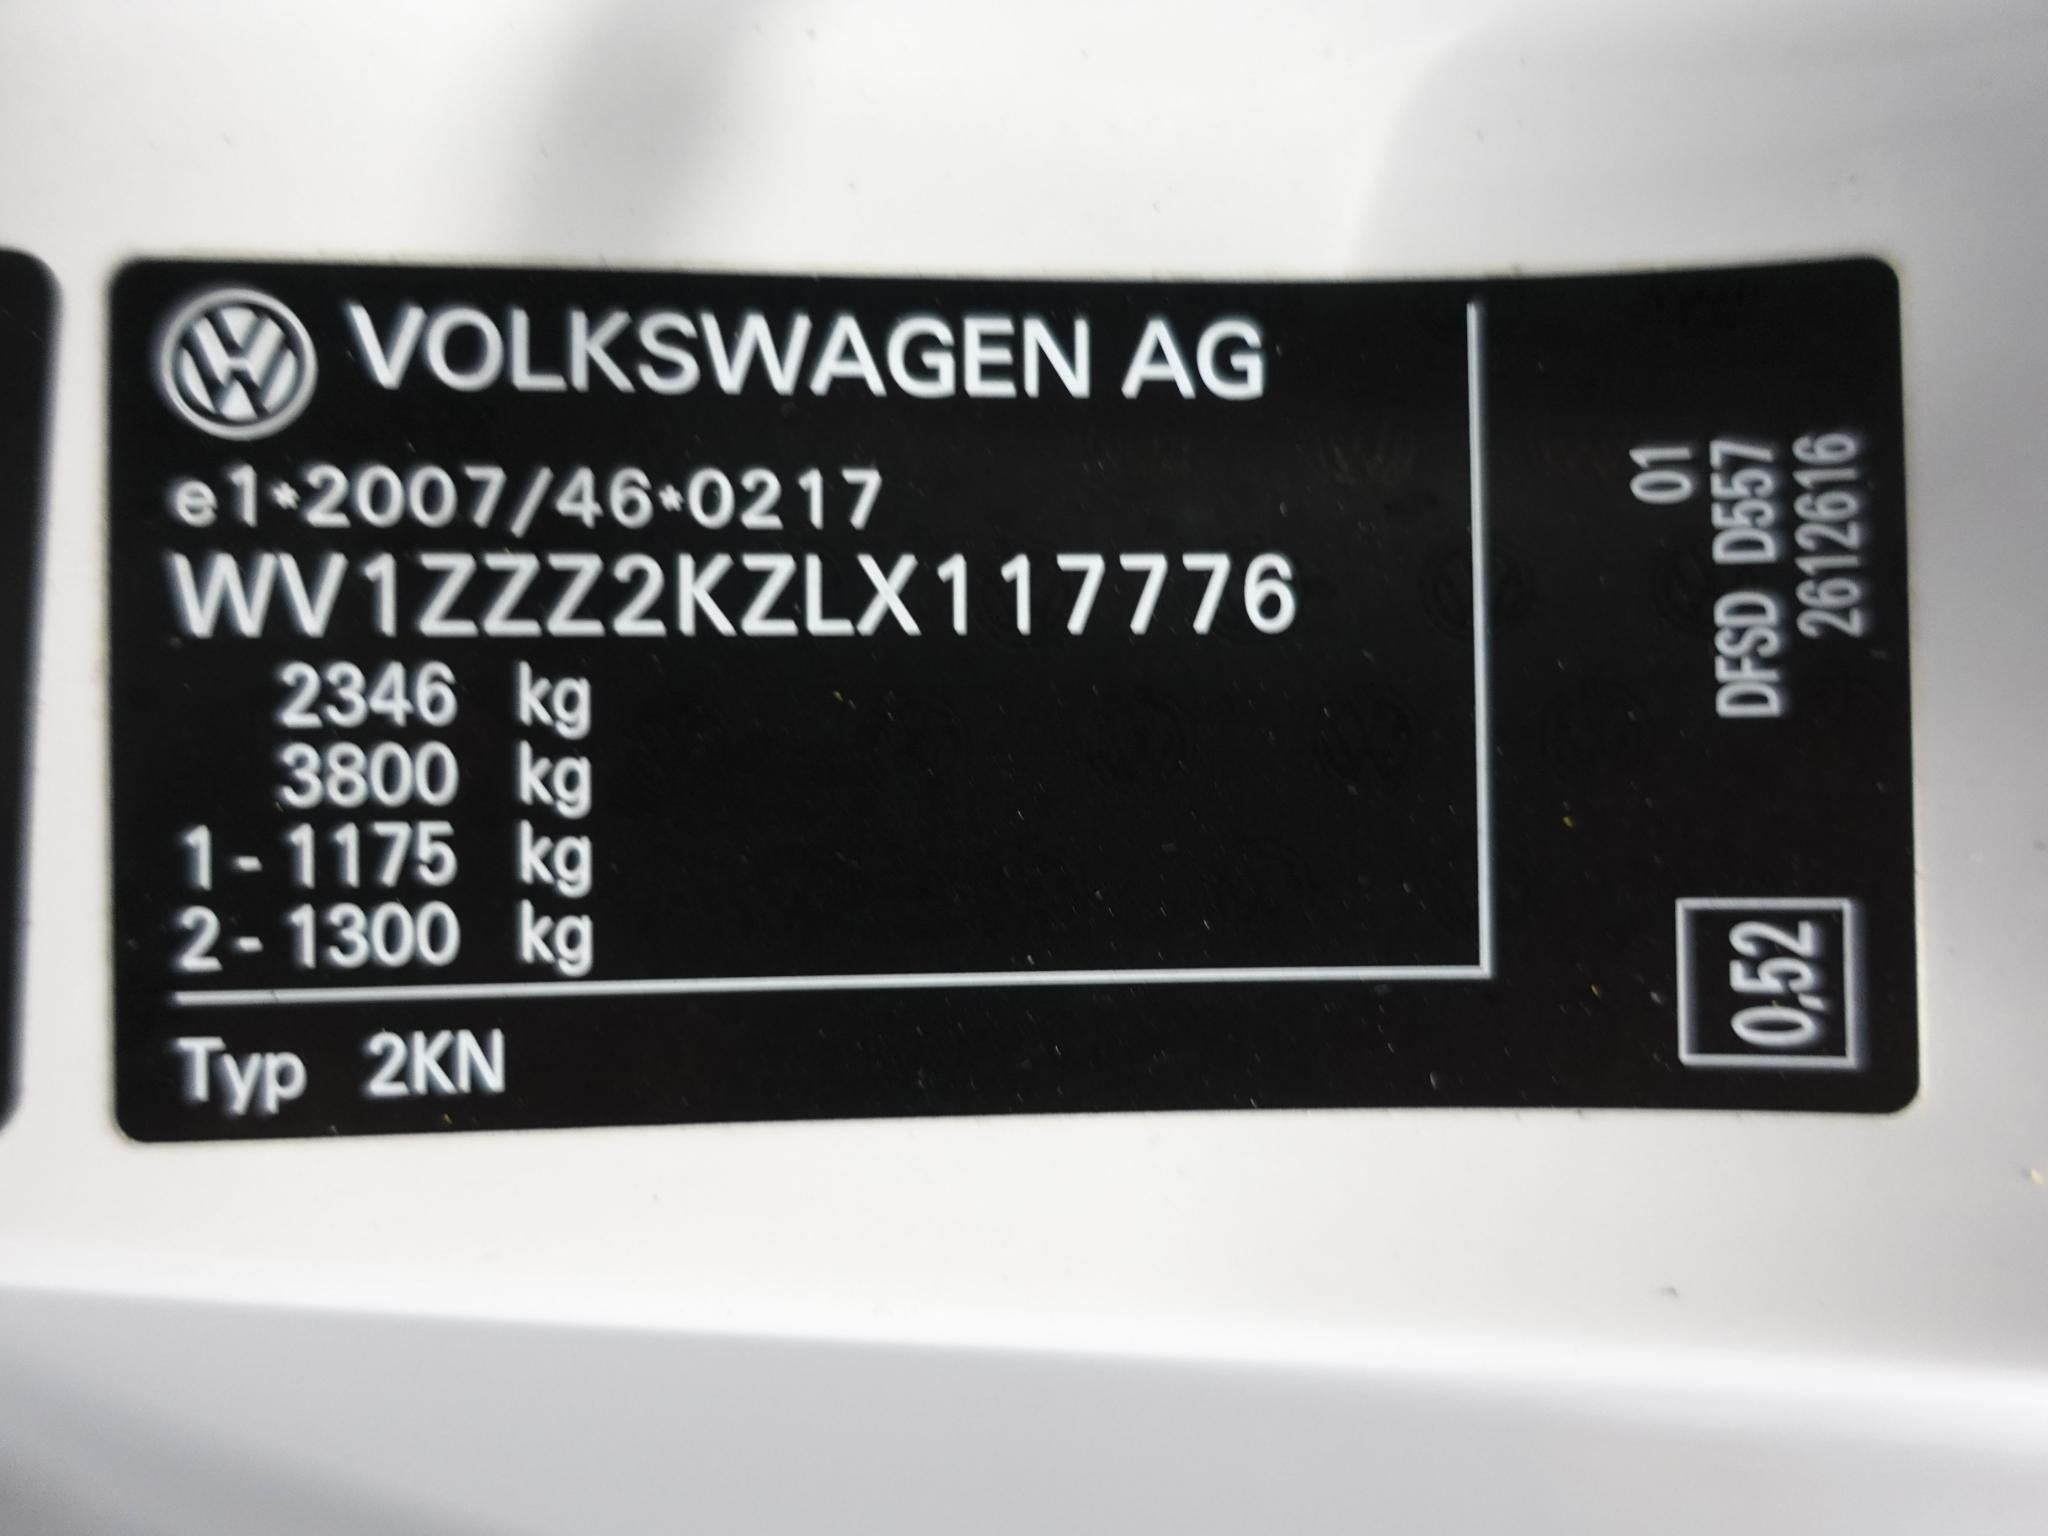 VOLKSWAGEN AG
e1*2007/46*0217
WV1ZZZ2KZLX117776
2346 kg
3800 kg
1 - 1175 kg
2 - 1300 kg
Typ 2KN
01
DFSD D557
26126616
0,52